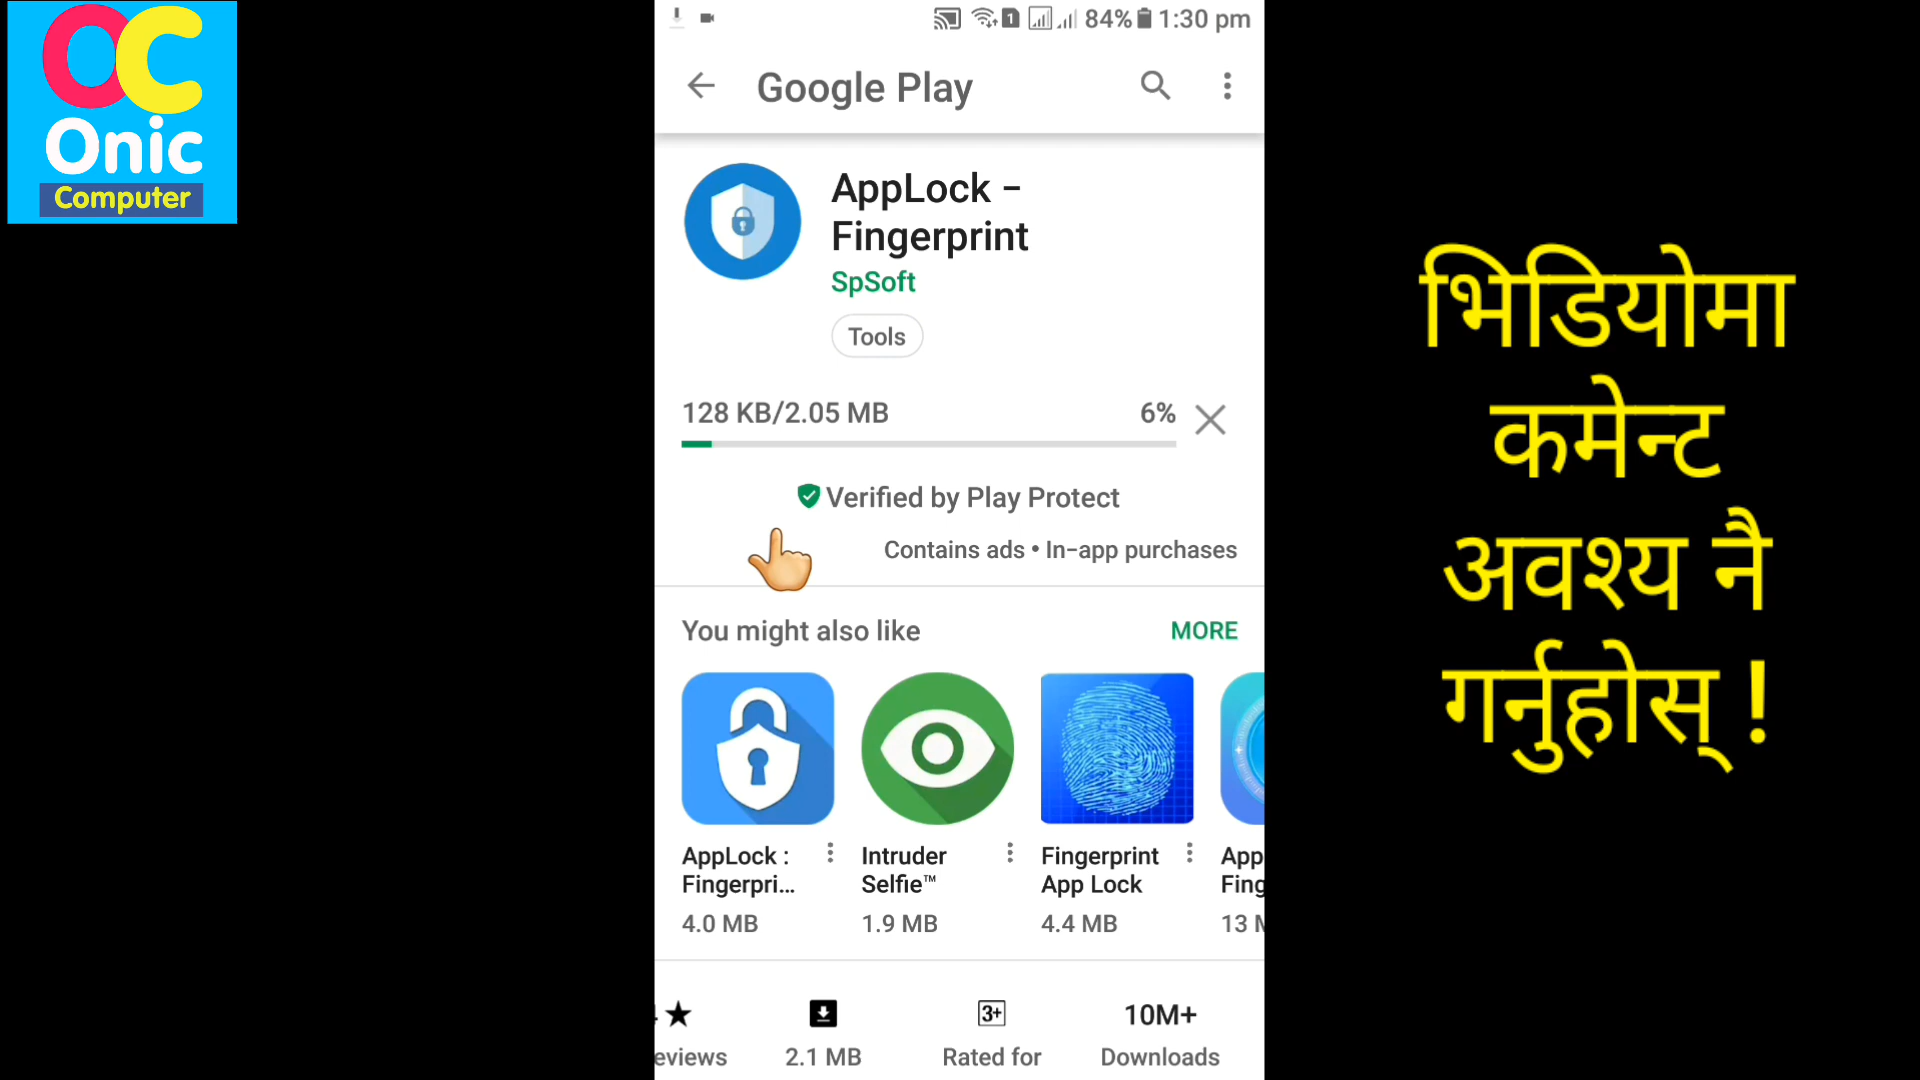 OC
Onic
Computer
1
84%
1:30 pm
Google Play
AppLock -
Fingerprint
SpSoft
Tools
128 KB/2.05 MB
6%
Verified by Play Protect
Contains ads • In-app purchases
You might also like
MORE
AppLock :
Fingerpri...
4.0 MB
Intruder
Selfie™
1.9 MB
Fingerprint
App Lock
4.4 MB
App
Fing
13 M
eviews
2.1 MB
3+
Rated for
10M+
Downloads
भिडियोमा
कमेन्ट
अवश्य नै
गर्नुहोस् !